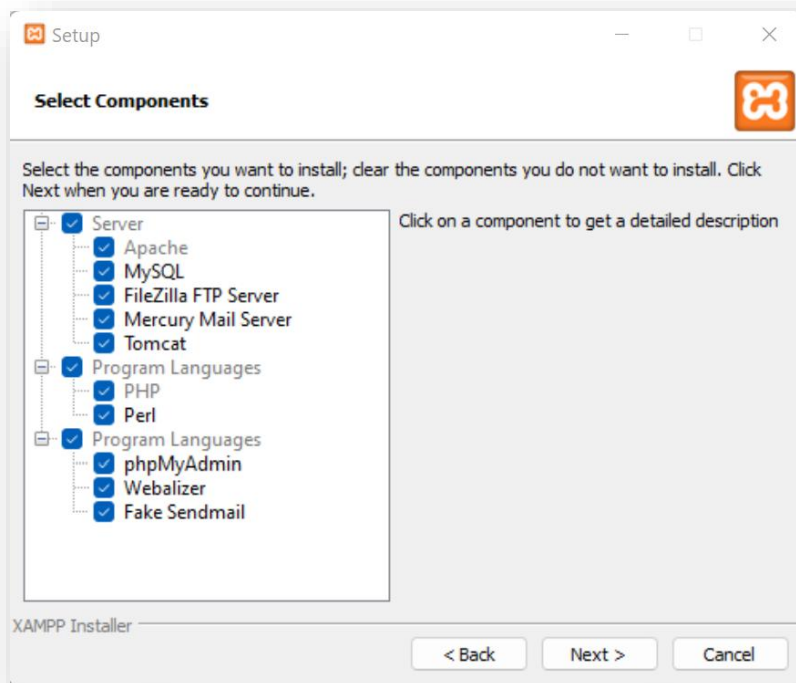 Setup
Select Components
Select the components you want to install; clear the components you do not want to install. Click
Next when you are ready to continue.
Server
Apache
MySQL
FileZilla FTP Server
Mercury Mail Server
Tomcat
Program Languages
PHP
Perl
Program Languages
phpMyAdmin
Webalizer
Fake Sendmail
Click on a component to get a detailed description
XAMPP Installer
< Back
Next >
Cancel